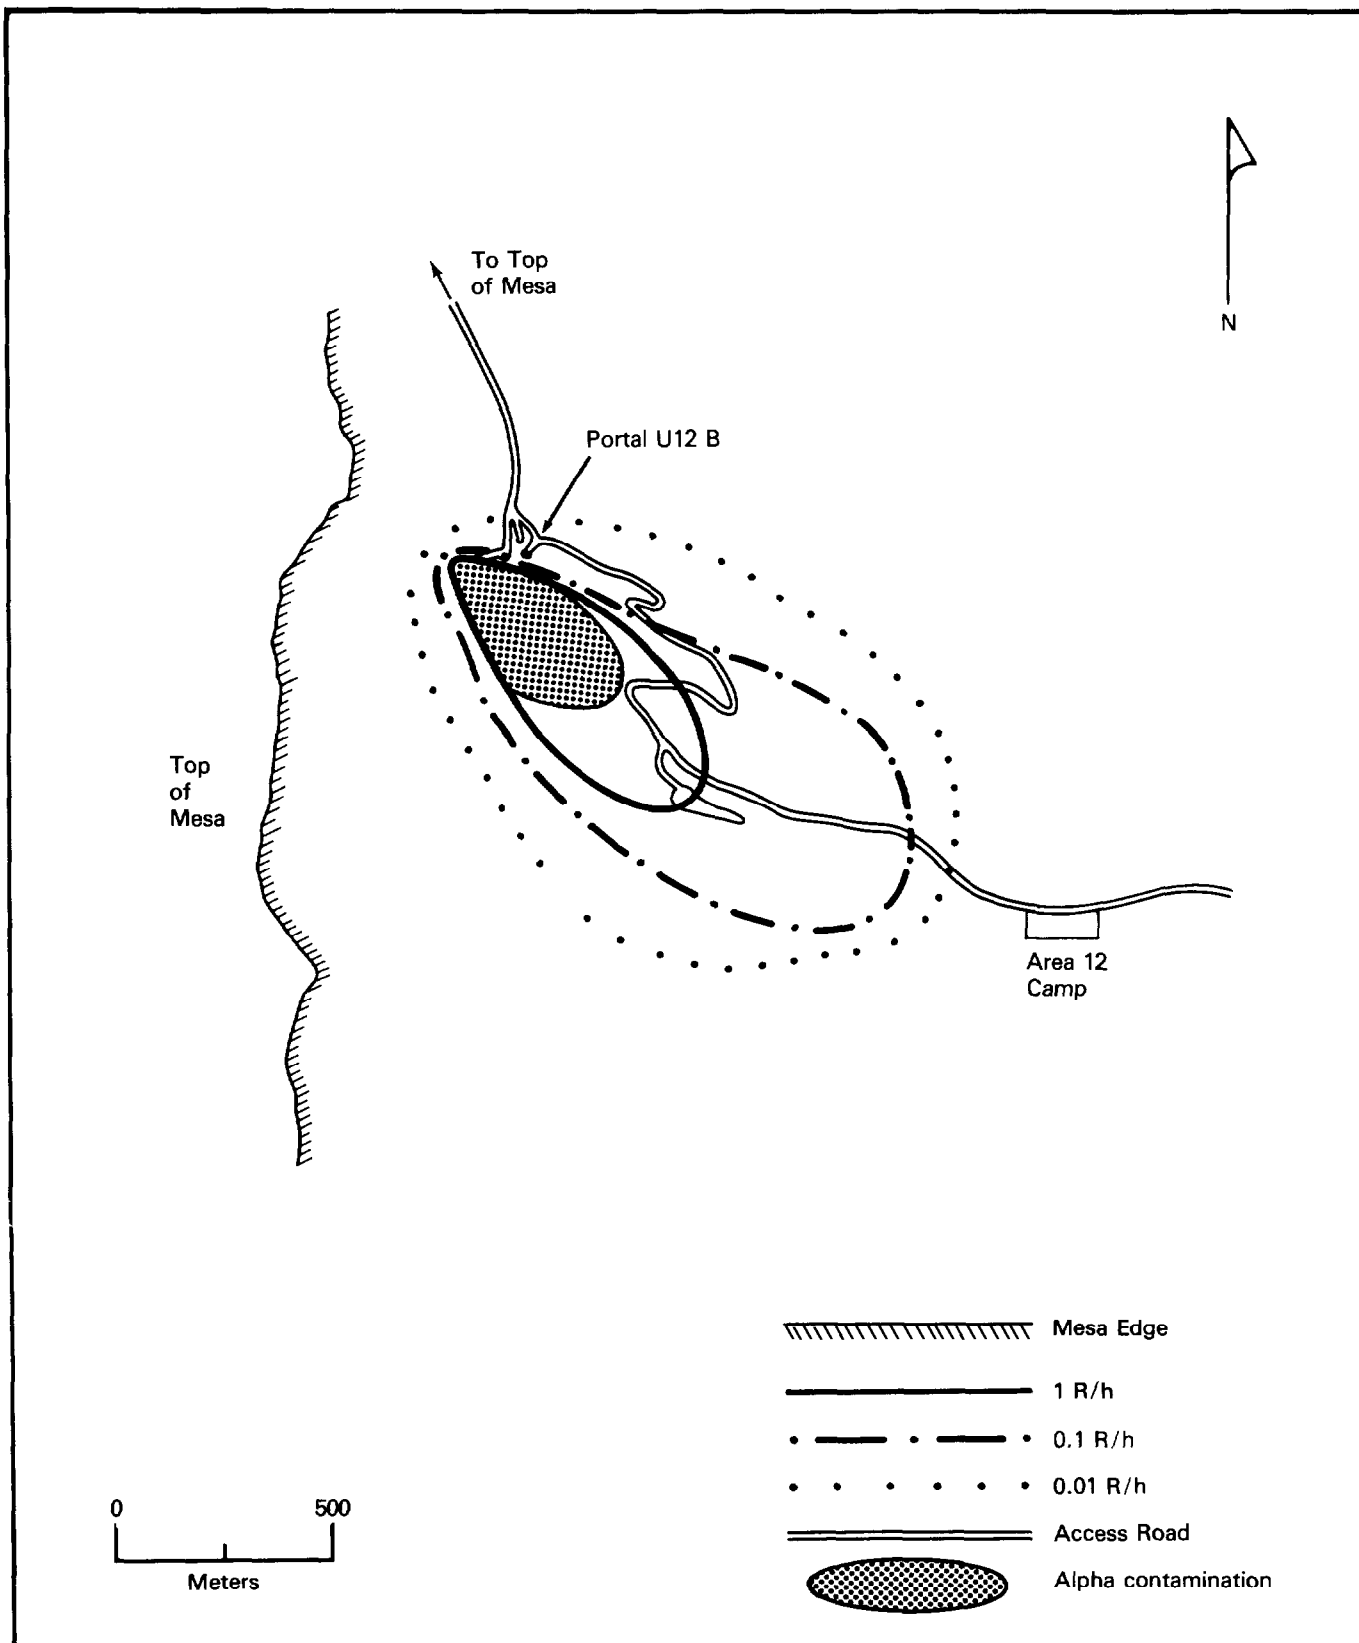 To Top
of Mesa
N
Portal U12 B
Top
of
Mesa
Area 12
Camp
Mesa Edge
1 R/h
0.1 R/h
0.01 R/h
Access Road
Alpha contamination
0 500
Meters